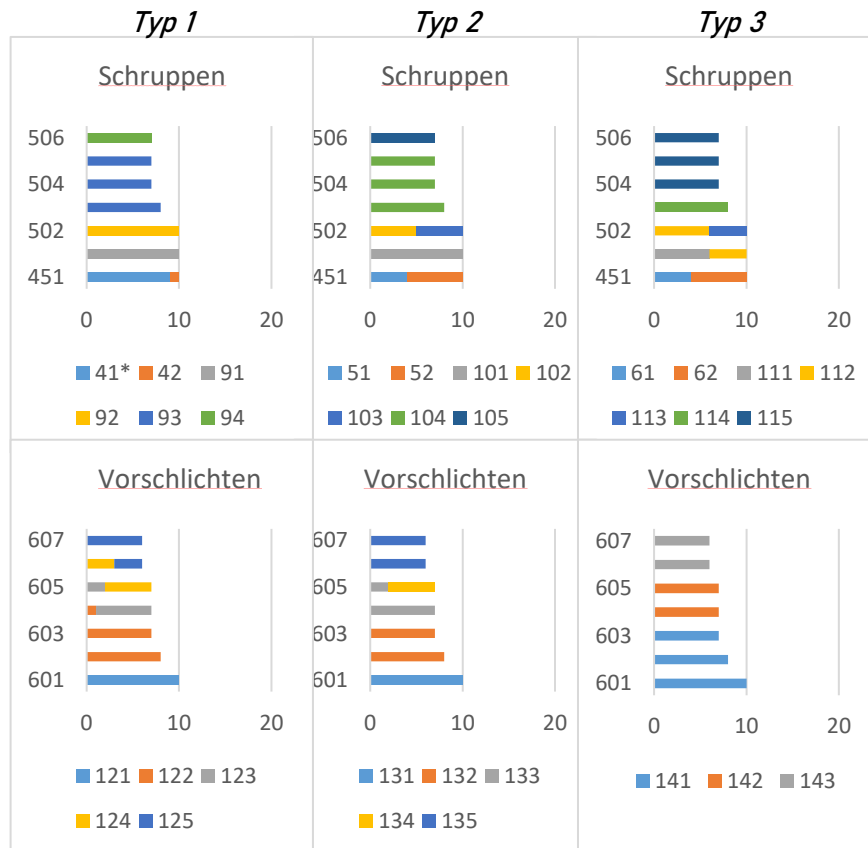 Typ 1
Typ 2
Typ 3
Schruppen
506
504
502
451
0 10 20
41* 42 91
92 93 94
Schruppen
506
504
502
451
0 10 20
51 52 101 102
103 104 105
Schruppen
506
504
502
451
0 10 20
61 62 111 112
113 114 115
Vorschlichten
607
605
603
601
0 10 20
121 122 123
124 125
Vorschlichten
607
605
603
601
0 10 20
131 132 133
134 135
Vorschlichten
607
605
603
601
0 10 20
141 142 143